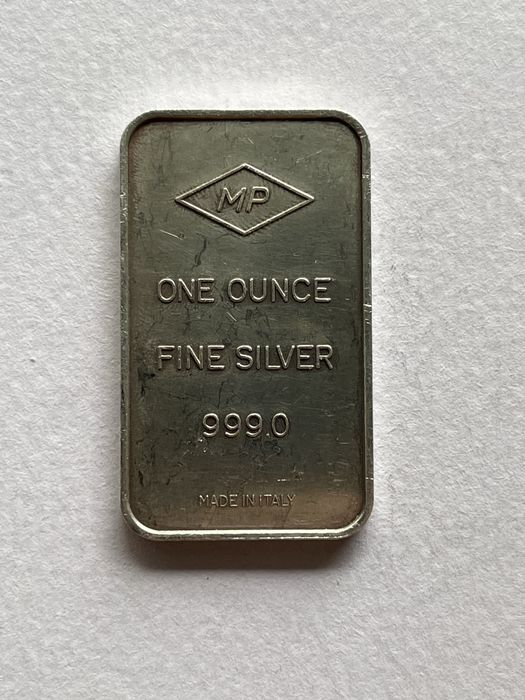 MP
ONE OUNCE
FINE SILVER
999.0
MADE IN ITALY